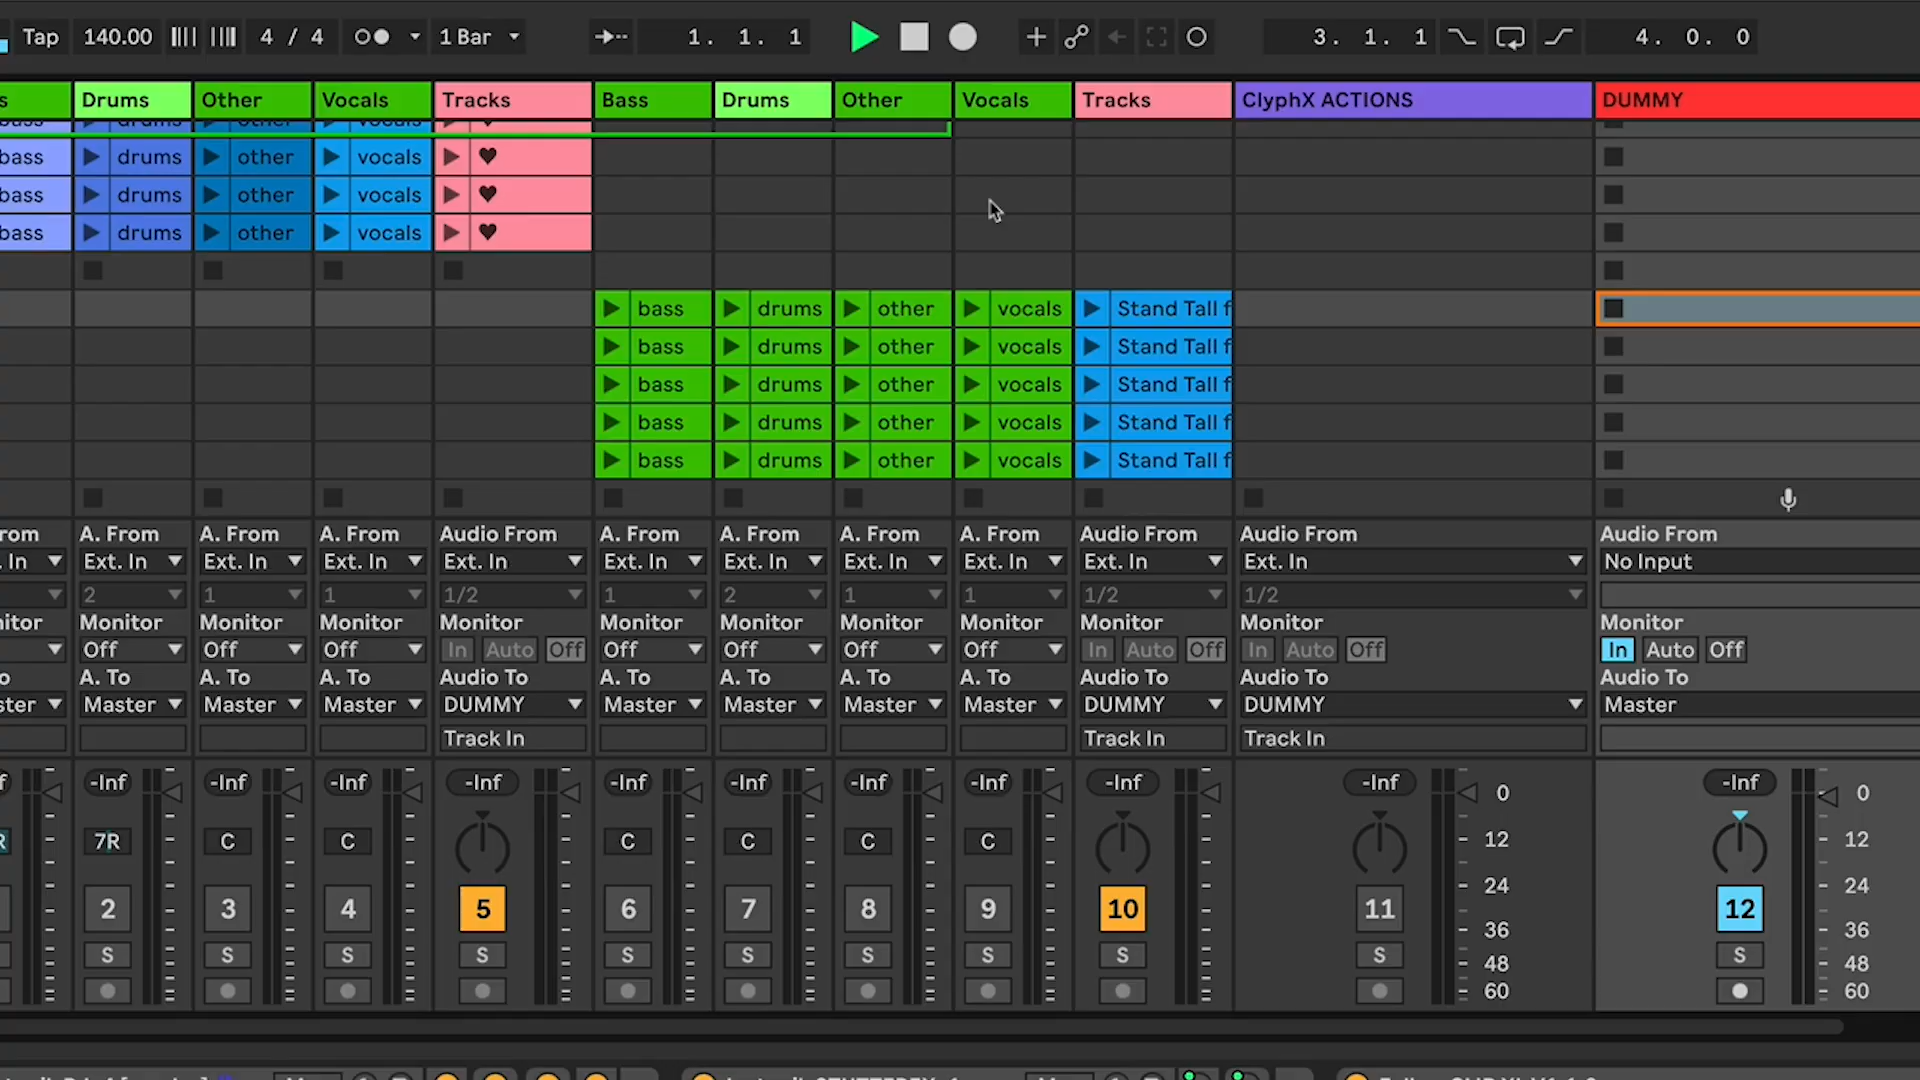 Tap 140.00 4 / 4 1 Bar 1. 1. 1 3. 1. 1 4. 0. 0
s Drums Other Vocals Tracks Bass Drums Other Vocals Tracks ClyphX ACTIONS DUMMY
bass drums other vocals
bass drums other vocals ♥
bass drums other vocals ♥
bass drums other vocals ♥
bass drums other vocals Stand Tall f
bass drums other vocals Stand Tall f
bass drums other vocals Stand Tall f
bass drums other vocals Stand Tall f
bass drums other vocals Stand Tall f
rom A. From A. From A. From Audio From A. From A. From A. From A. From Audio From Audio From Audio From
. In Ext. In Ext. In Ext. In Ext. In Ext. In Ext. In Ext. In Ext. In Ext. In Ext. In No Input
2 1 1 1/2 1 2 1 1 1/2 1/2
itor Monitor Monitor Monitor Monitor Monitor Monitor Monitor Monitor Monitor Monitor Monitor
Off Off Off In Auto Off Off Off Off Off In Auto Off In Auto Off In Auto Off
o A. To A. To A. To Audio To A. To A. To A. To A. To Audio To Audio To Audio To
ster Master Master Master DUMMY Master Master Master Master DUMMY DUMMY Master
Track In Track In Track In
f -Inf -Inf -Inf -Inf -Inf -Inf -Inf -Inf -Inf -Inf 0 -Inf 0
R 7R C C C C C C 12 12
24 24
2 3 4 5 6 7 8 9 10 11 36 12 36
S S S S S S S S S S 48 S 48
60 60